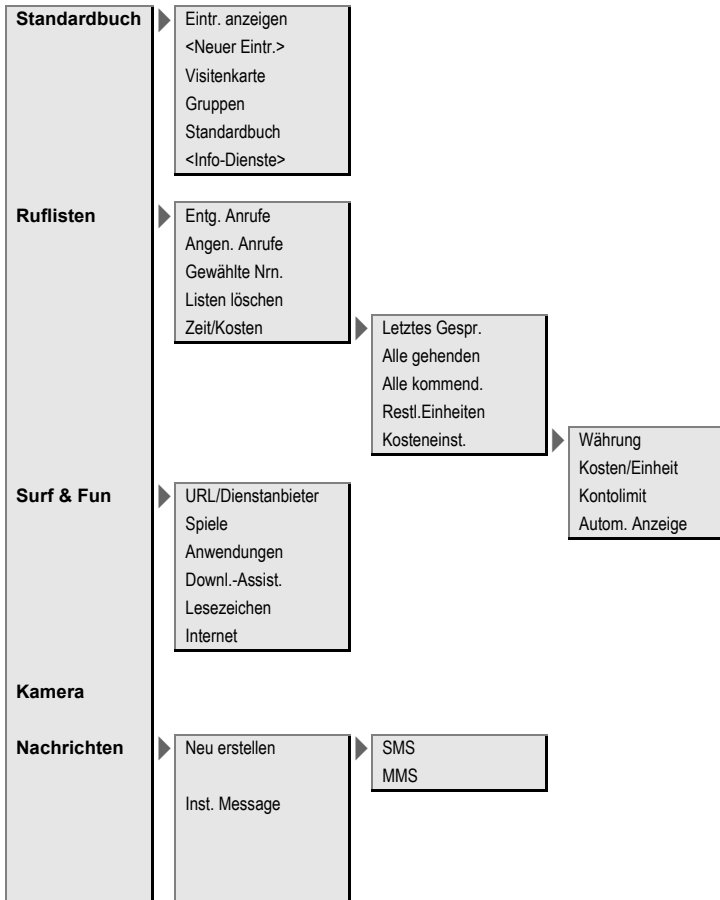 Standardbuch
Eintr. anzeigen
<Neuer Eintr.>
Visitenkarte
Gruppen
Standardbuch
<Info-Dienste>
Ruflisten
Entg. Anrufe
Angen. Anrufe
Gewählte Nrn.
Listen löschen
Zeit/Kosten
Letztes Gespr.
Alle gehenden
Alle kommend.
Restl.Einheiten
Kosteneinst.
Währung
Kosten/Einheit
Kontolimit
Autom. Anzeige
Surf & Fun
URL/Dienstanbieter
Spiele
Anwendungen
Downl.-Assist.
Lesezeichen
Internet
Kamera
Nachrichten
Neu erstellen
SMS
MMS
Inst. Message